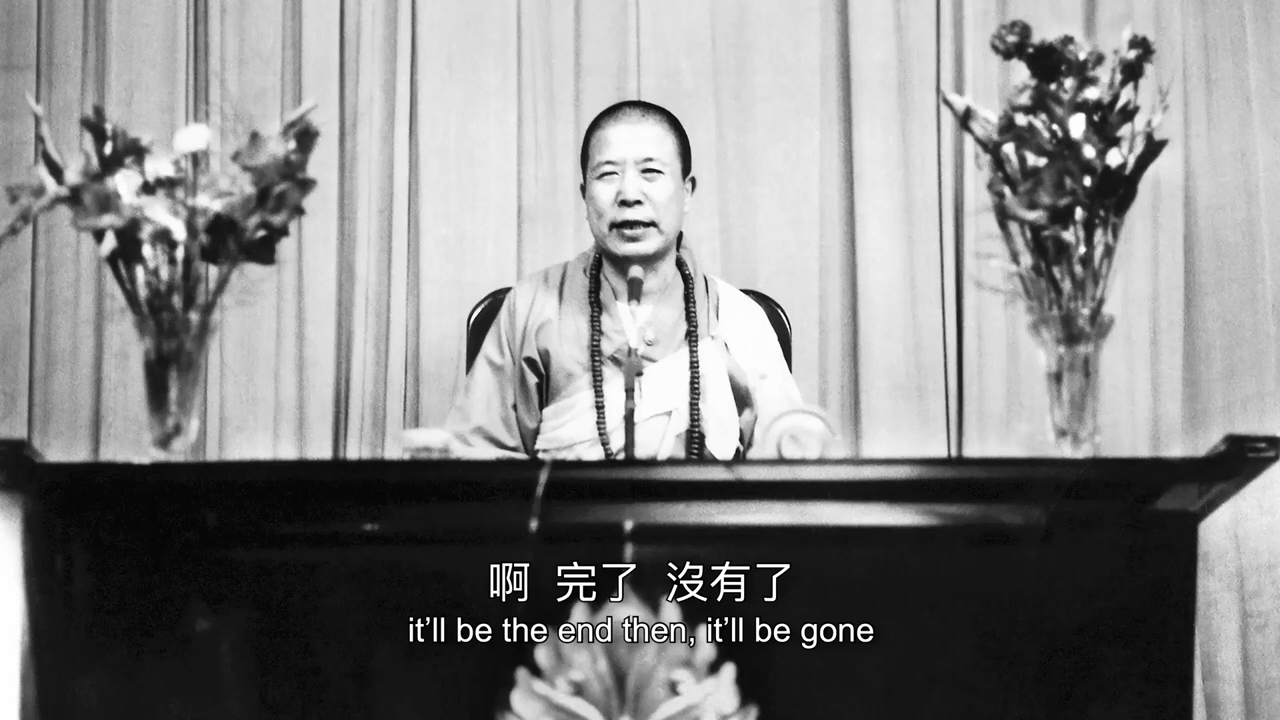 啊 完了 沒有了
it’ll be the end then, it’ll be gone